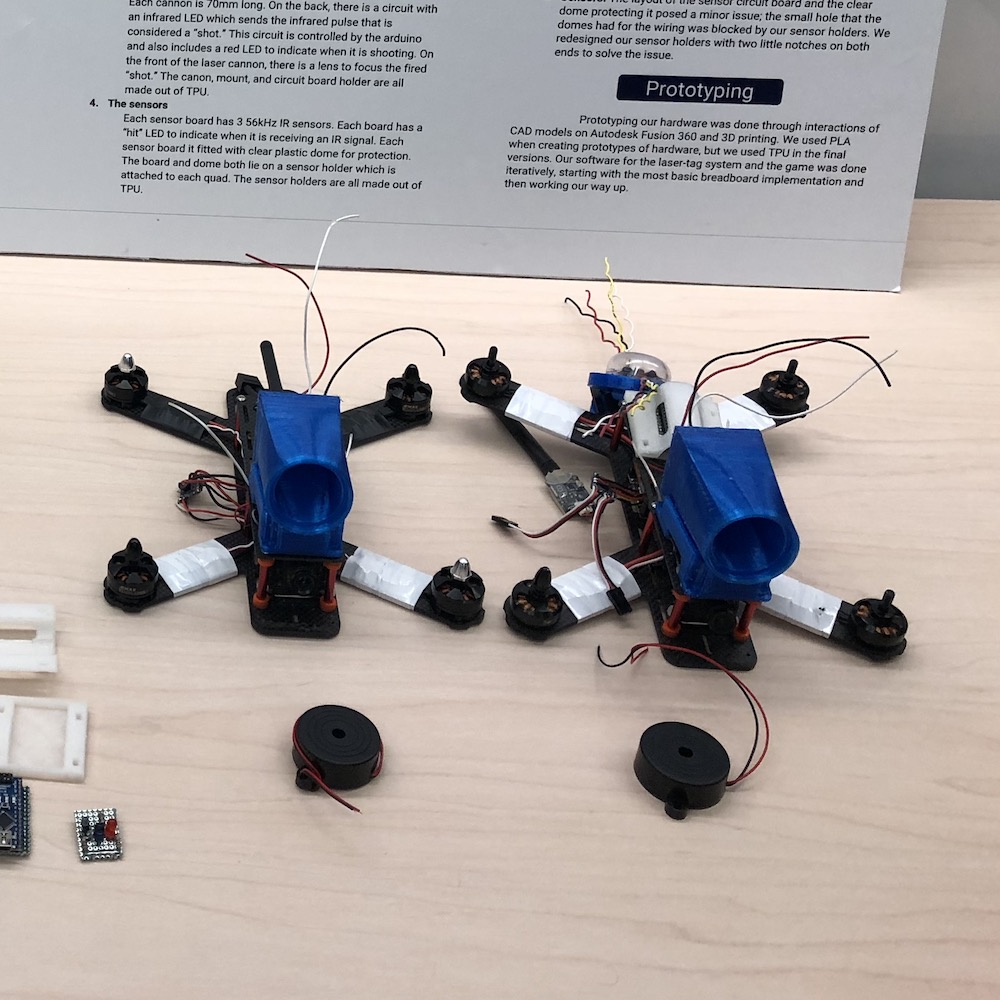 Each cannon is 70mm long. On the back, there is a circuit with
an infrared LED which sends the infrared pulse that is
considered a “shot.” This circuit is controlled by the arduino
and also includes a red LED to indicate when it is shooting. On
the front of the laser cannon, there is a lens to focus the fired
“shot.” The canon, mount, and circuit board holder are all
made out of TPU.
4. The sensors
Each sensor board has 3 56kHz IR sensors. Each board has a
“hit” LED to indicate when it is receiving an IR signal. Each
sensor board it fitted with clear plastic dome for protection.
The board and dome both lie on a sensor holder which is
attached to each quad. The sensor holders are all made out of
TPU.
layout of the sensor circuit board and the clear
dome protecting it posed a minor issue; the small hole that the
domes had for the wiring was blocked by our sensor holders. We
redesigned our sensor holders with two little notches on both
ends to solve the issue.
Prototyping
Prototyping our hardware was done through interactions of
CAD models on Autodesk Fusion 360 and 3D printing. We used PLA
when creating prototypes of hardware, but we used TPU in the final
versions. Our software for the laser-tag system and the game was done
iteratively, starting with the most basic breadboard implementation and
then working our way up.